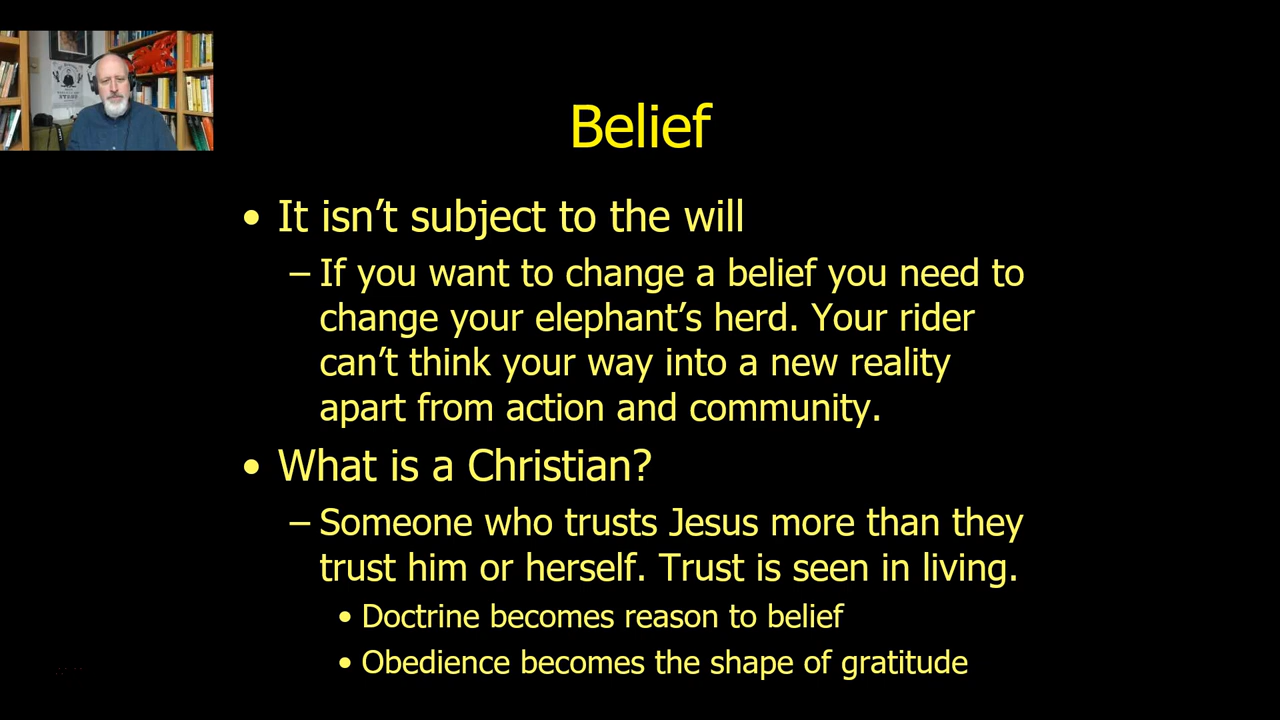 Belief
• It isn’t subject to the will
– If you want to change a belief you need to
change your elephant’s herd. Your rider
can’t think your way into a new reality
apart from action and community.
• What is a Christian?
– Someone who trusts Jesus more than they
trust him or herself. Trust is seen in living.
• Doctrine becomes reason to belief
• Obedience becomes the shape of gratitude